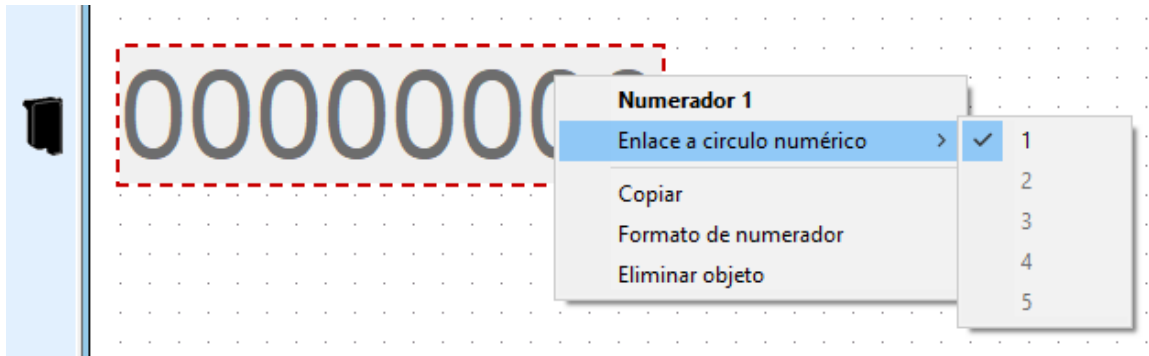 0000000
Numerador 1
Enlace a circulo numérico
1
2
3
4
5
Copiar
Formato de numerador
Eliminar objeto